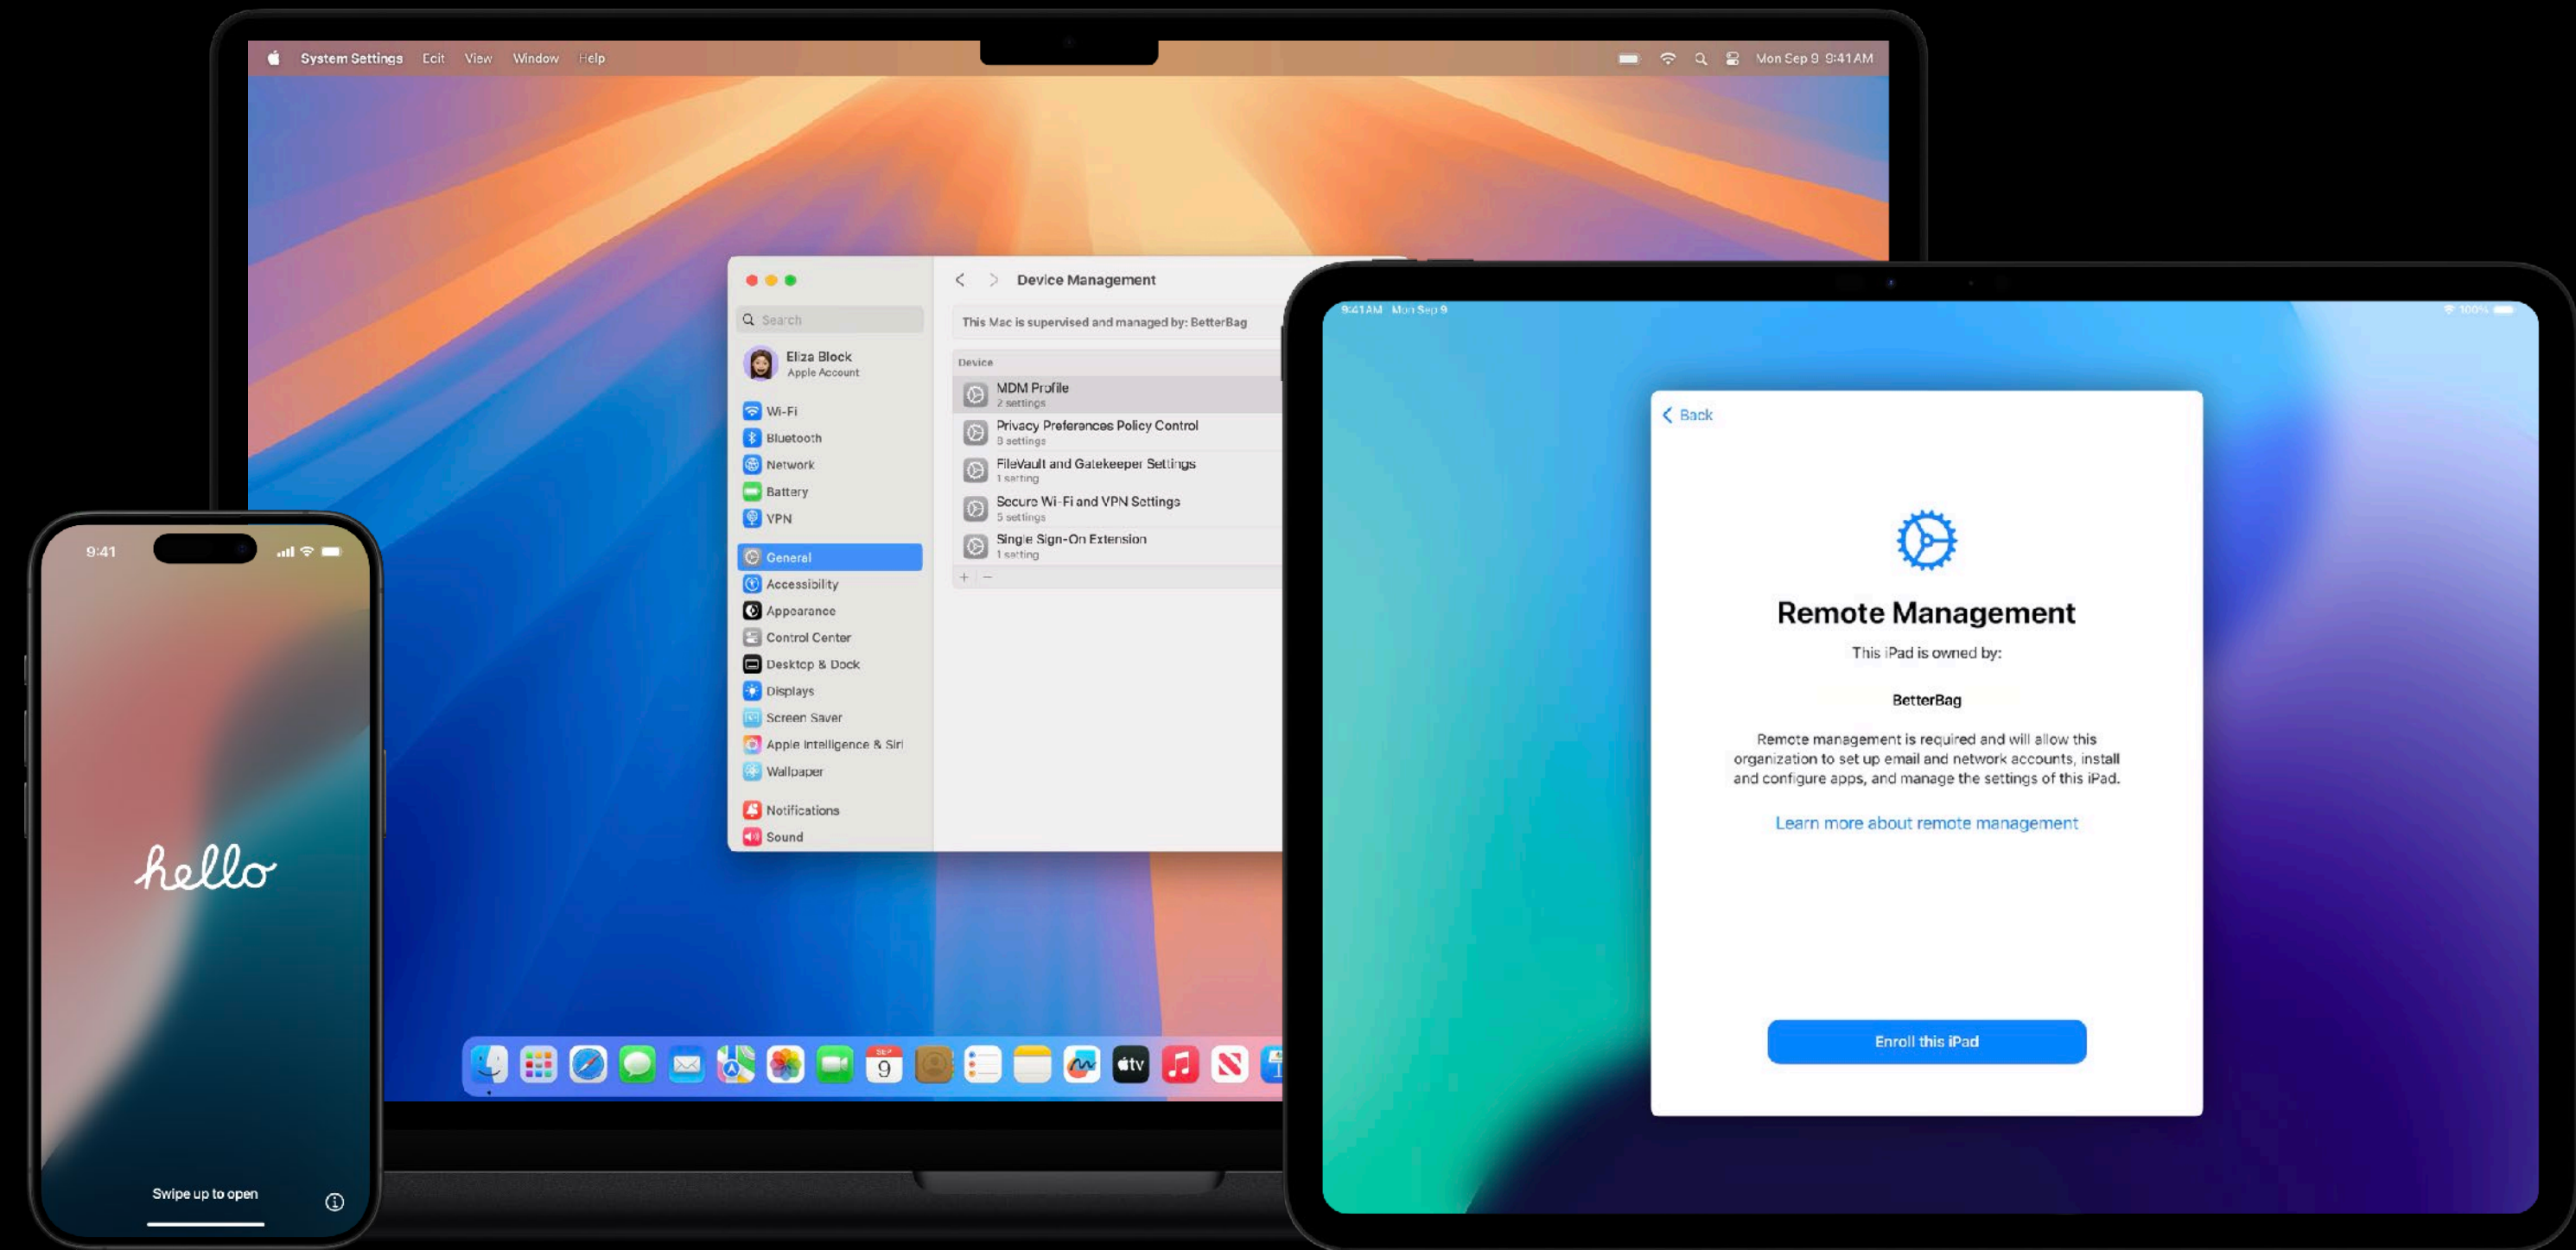 System Settings Edit View Window Help
Mon Sep 9 9:41 AM
Search
Eliza Block
Apple Account
Wi-Fi
Bluetooth
Network
Battery
VPN
General
Accessibility
Appearance
Control Center
Desktop & Dock
Displays
Screen Saver
Apple Intelligence & Siri
Wallpaper
Notifications
Sound
Device Management
This Mac is supervised and managed by: BetterBag
Device
MDM Profile
2 settings
Privacy Preferences Policy Control
settings
FileVault and Gatekeeper Settings
1 setting
Secure Wi-Fi and VPN Settings
5 settings
Single Sign-On Extension
1 setting
SEP
9
tv
9:41
hello
Swipe up to open
9:41 AM Mon Sep 9
100%
Back
Remote Management
This iPad is owned by:
BetterBag
Remote management is required and will allow this
organization to set up email and network accounts, install
and configure apps, and manage the settings of this iPad.
Learn more about remote management
Enroll this iPad